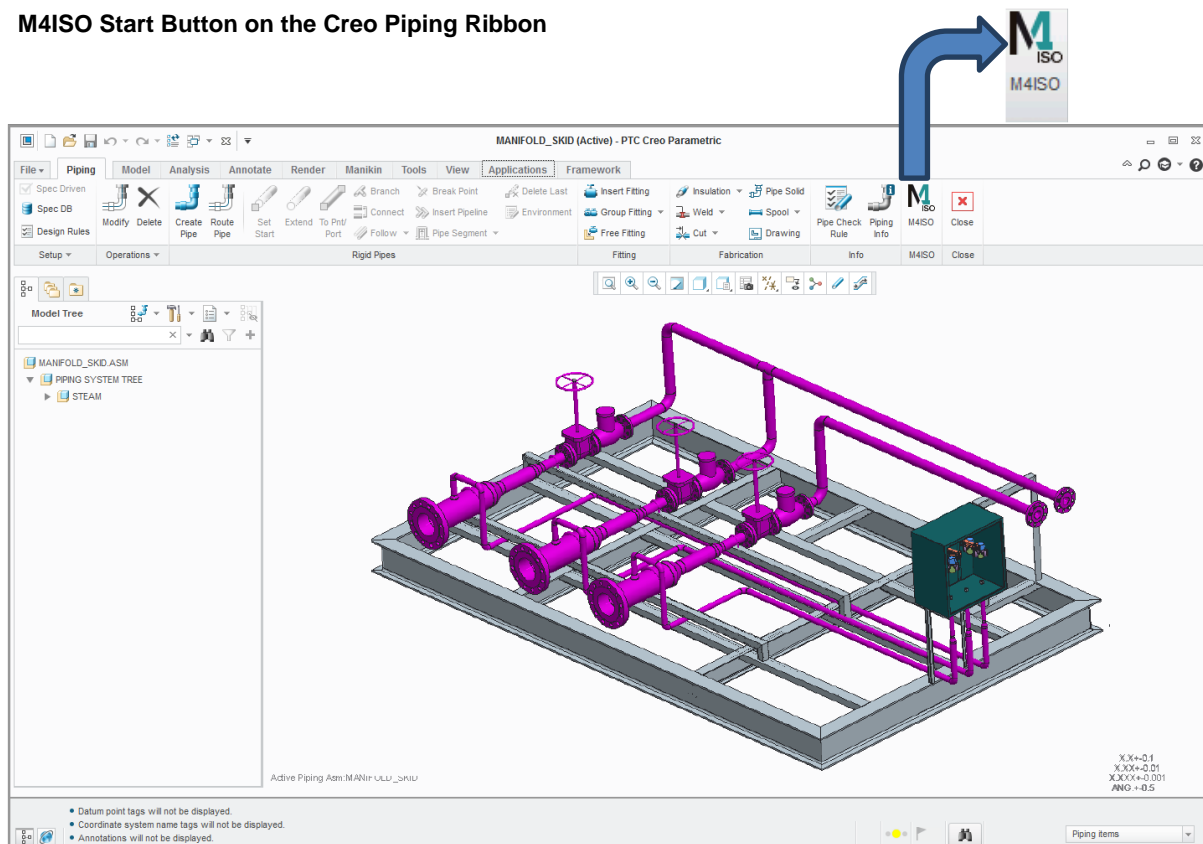 M4ISO Start Button on the Creo Piping Ribbon
M ISO
M4ISO
MANIFOLD_SKID (Active) - PTC Creo Parametric
File Piping Model Analysis Annotate Render Manikin Tools View Applications Framework
Spec Driven
Spec DB
Design Rules
Modify Delete
Create Pipe
Route Pipe
Set Start
Extend
To Pnt/ Port
Branch
Connect
Follow
Break Point
Insert Pipeline
Pipe Segment
Delete Last
Environment
Insert Fitting
Group Fitting
Free Fitting
Insulation
Weld
Cut
Pipe Solid
Spool
Drawing
Pipe Check Rule
Piping Info
M ISO
M4ISO
Close
Setup Operations Rigid Pipes Fitting Fabrication Info M4ISO Close
Model Tree
MANIFOLD_SKID.ASM
PIPING SYSTEM TREE
STEAM
Active Piping Asm:MANIFOLD_SKID
X.X+-0.1
X.XX+-0.01
X.XXX+-0.001
ANG.+-0.5
• Datum point tags will not be displayed.
• Coordinate system name tags will not be displayed.
• Annotations will not be displayed.
Piping items